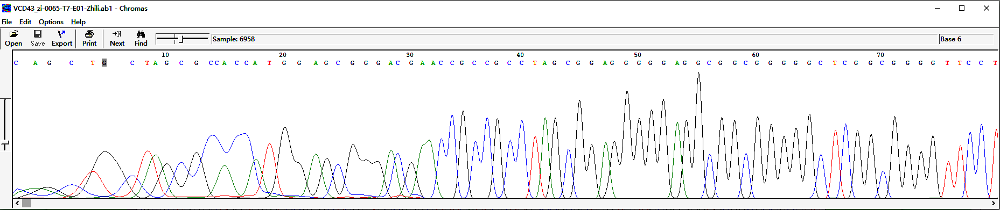 VCD43_zi-0065-T7-E01-Zhili.ab1 - Chromas
File Edit Options Help
Open Save Export Print N Next Find Sample: 6958 Base 6
10 20 30 40 50 60 70
C A G C T G C T A G C G C C A C C A T G G A G C G G G A C G A A C C G C C G C C T A G C G G A G G G G G A G G C G G C G G G G G C T C G G C G G G G T T C C T